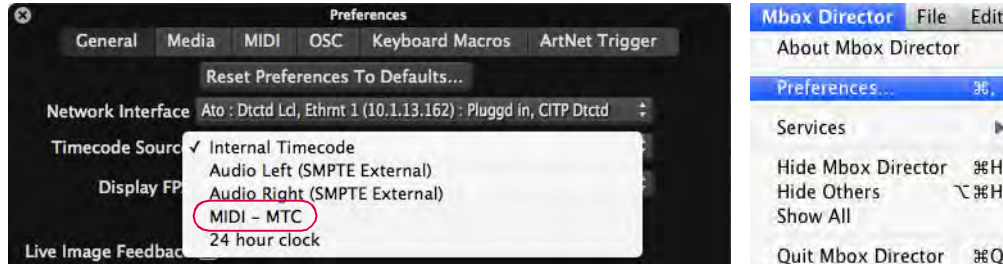 Preferences
General Media MIDI OSC Keyboard Macros ArtNet Trigger
Reset Preferences To Defaults...
Network Interface Ato : Dtctd Lcl, Ethrnt 1 (10.1.13.162) : Pluggd in, CITP Dtctd
Timecode Sourc ✓ Internal Timecode
Audio Left (SMPTE External)
Display FP Audio Right (SMPTE External)
MIDI – MTC
24 hour clock
Live Image Feedbac
Mbox Director File Edit
About Mbox Director
Preferences... ⌘,
Services
Hide Mbox Director ⌘H
Hide Others ⌥⌘H
Show All
Quit Mbox Director ⌘Q